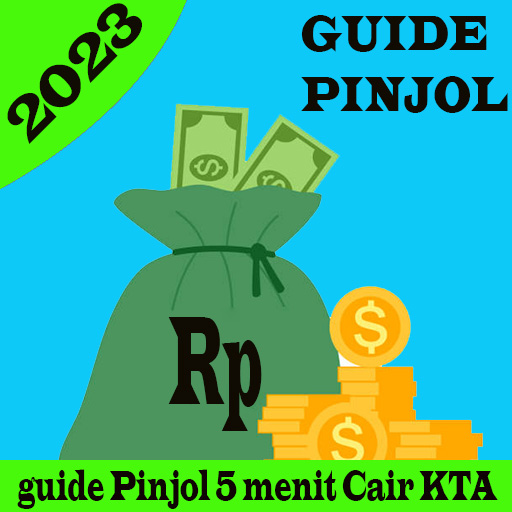 2023
GUIDE
PINJOL
$ $
Rp
$
$
guide Pinjol 5 menit Cair KTA